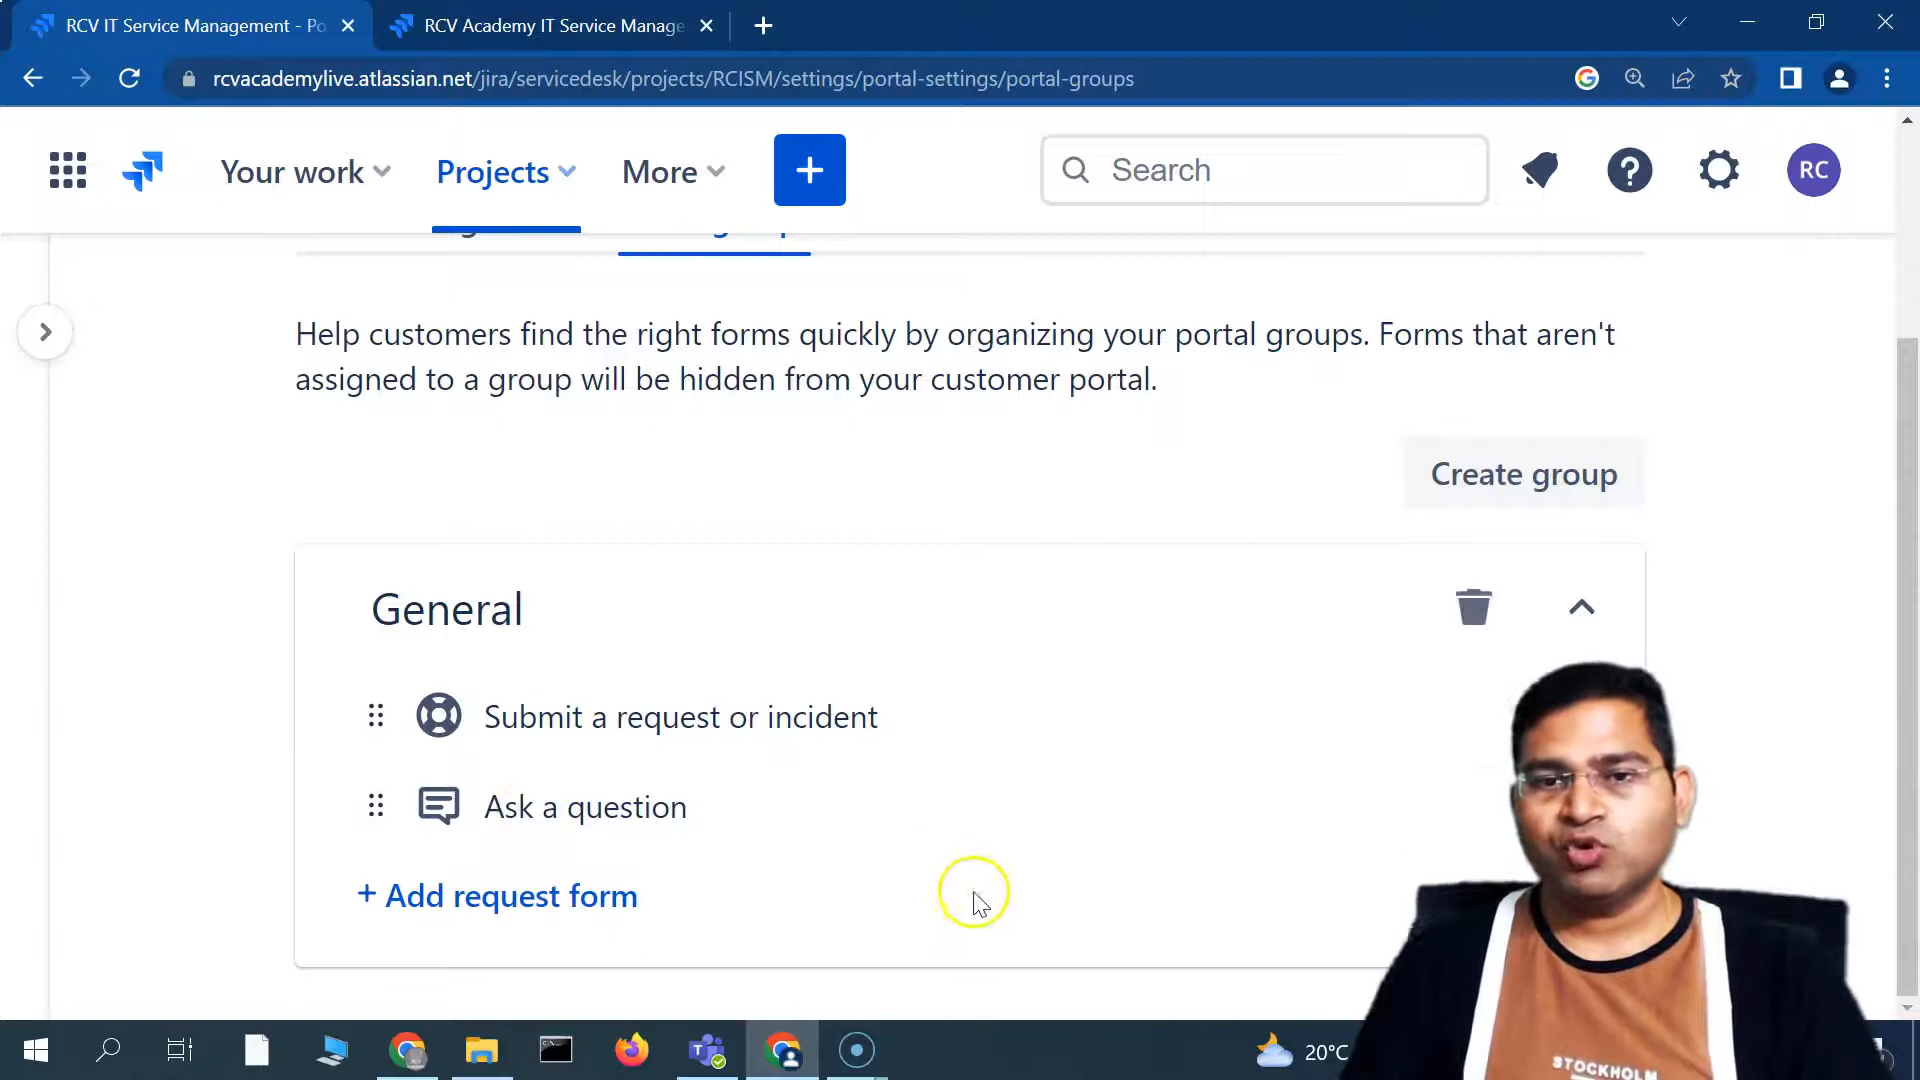 RCV IT Service Management - Po
RCV Academy IT Service Manage
rcvacademylive.atlassian.net/jira/servicedesk/projects/RCISM/settings/portal-settings/portal-groups
Your work
Projects
More
Search
RC
Help customers find the right forms quickly by organizing your portal groups. Forms that aren't
assigned to a group will be hidden from your customer portal.
Create group
General
Submit a request or incident
Ask a question
+ Add request form
20°C
STOCKHOLM